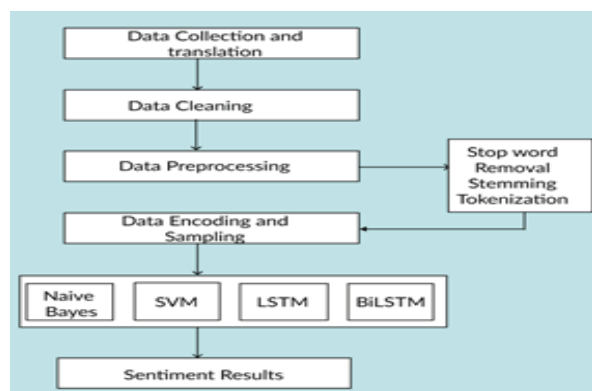 Data Collection and
translation
Data Cleaning
Data Preprocessing
Stop word
Removal
Stemming
Tokenization
Data Encoding and
Sampling
Naive
Bayes
SVM
LSTM
BiLSTM
Sentiment Results